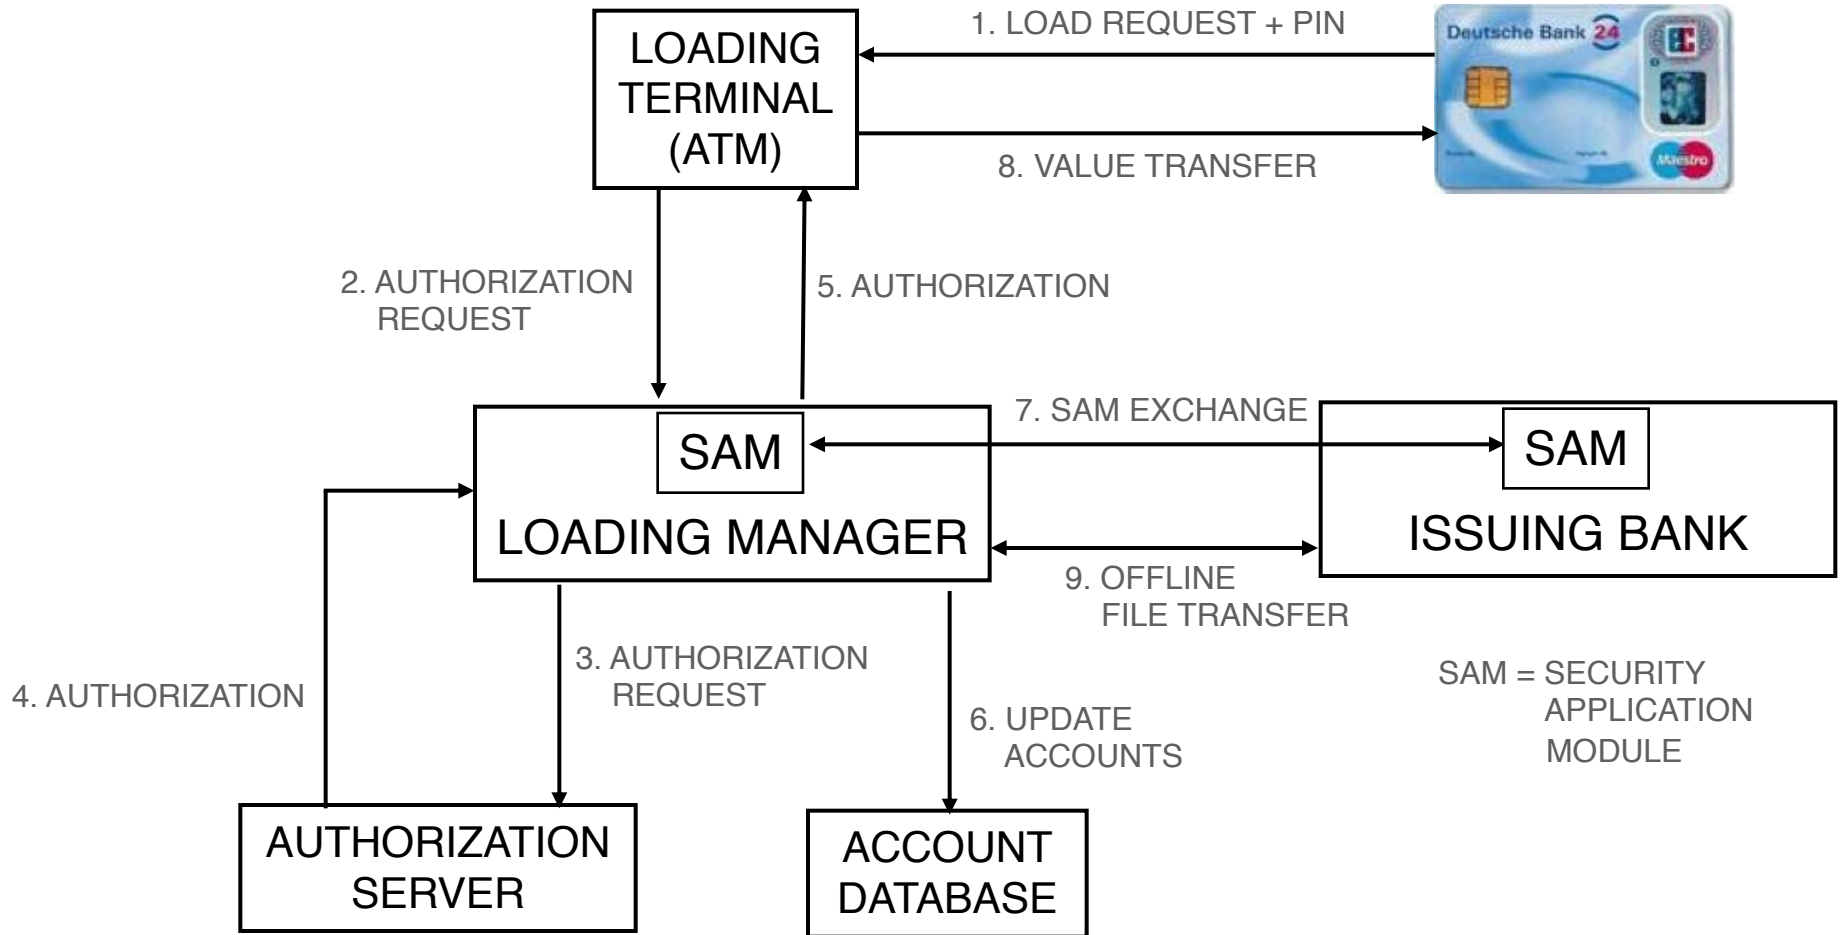 1. LOAD REQUEST + PIN
LOADING
TERMINAL
(ATM)
Deutsche Bank 24
EC
Maestro
8. VALUE TRANSFER
2. AUTHORIZATION
REQUEST
5. AUTHORIZATION
7. SAM EXCHANGE
SAM
LOADING MANAGER
SAM
ISSUING BANK
9. OFFLINE
FILE TRANSFER
3. AUTHORIZATION
REQUEST
4. AUTHORIZATION
6. UPDATE
ACCOUNTS
SAM = SECURITY
APPLICATION
MODULE
AUTHORIZATION
SERVER
ACCOUNT
DATABASE